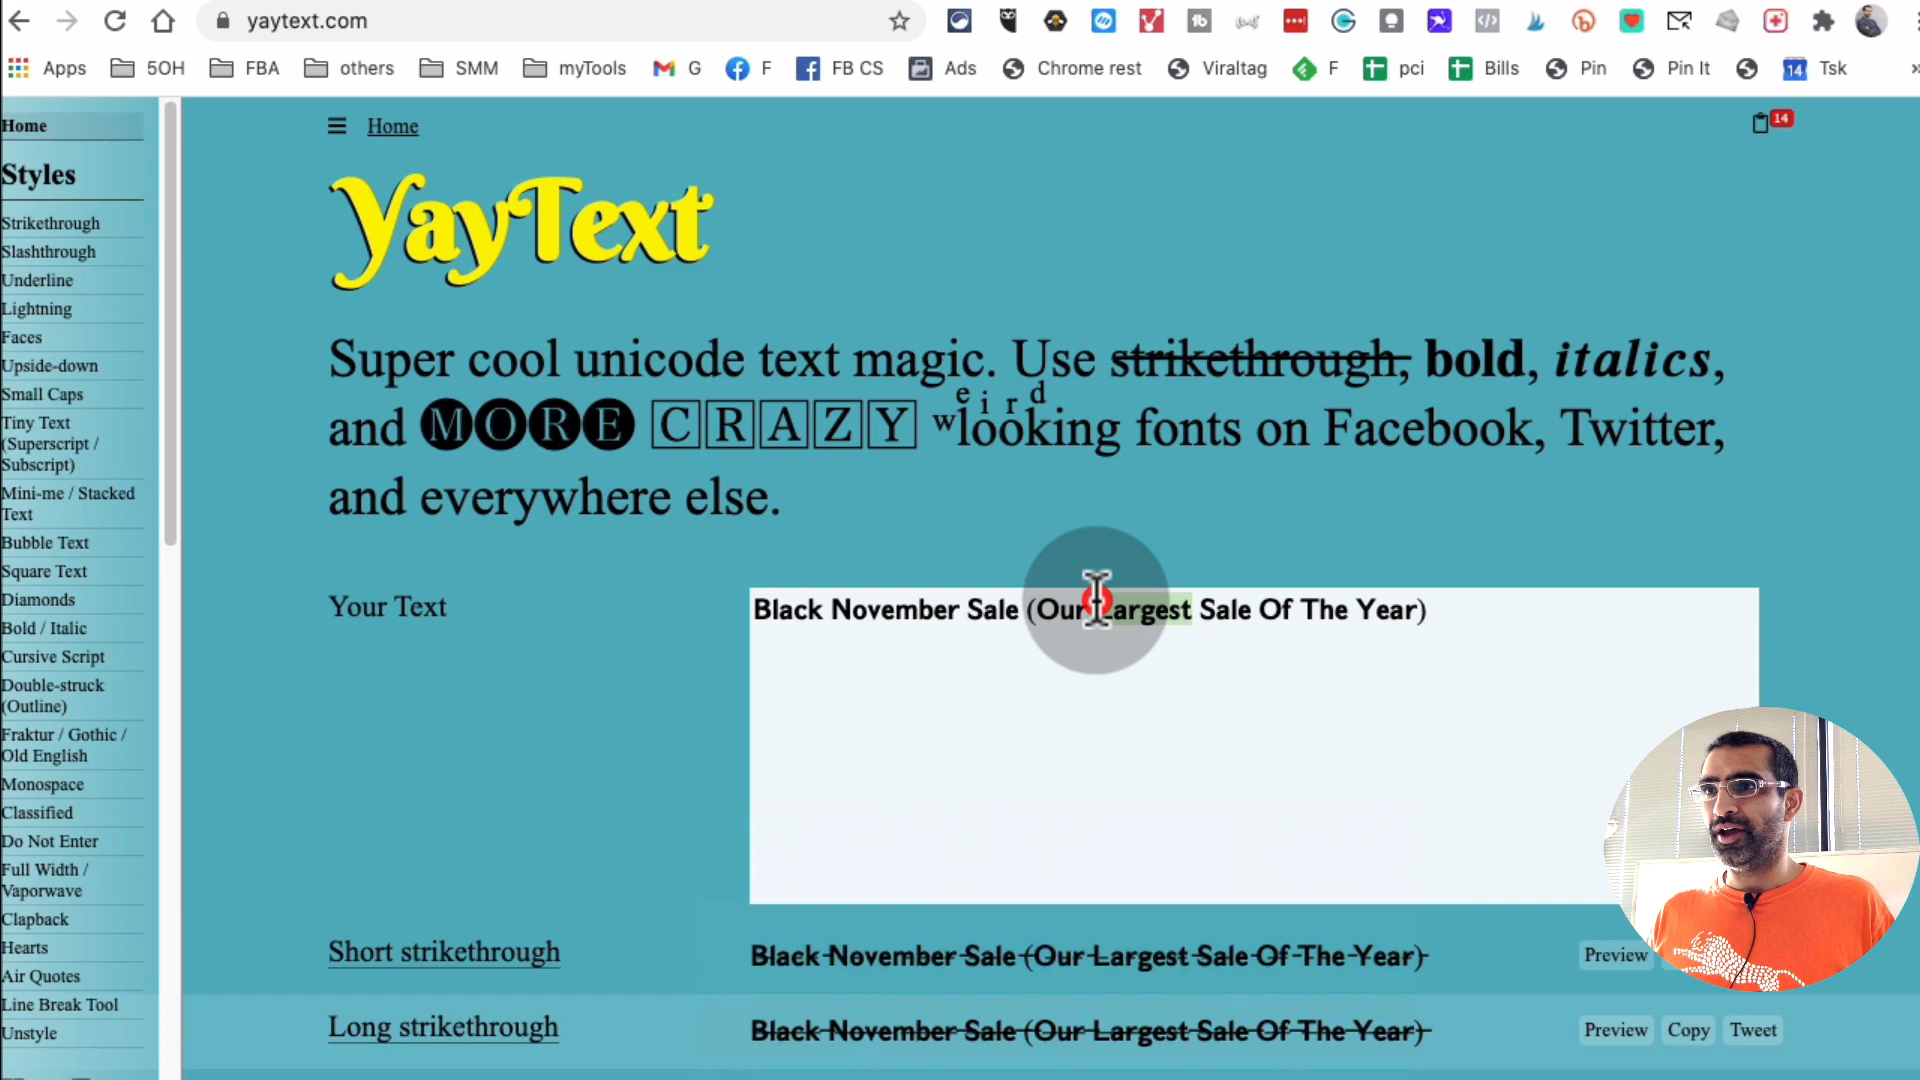 yaytext.com
Apps 5OH FBA others SMM myTools G F FB CS Ads Chrome rest Viraltag F pci Bills Pin Pin It 14 Tsk »
Home
Styles
Strikethrough
Slashthrough
Underline
Lightning
Faces
Upside-down
Small Caps
Tiny Text
(Superscript /
Subscript)
Mini-me / Stacked
Text
Bubble Text
Square Text
Diamonds
Bold / Italic
Cursive Script
Double-struck
(Outline)
Fraktur / Gothic /
Old English
Monospace
Classified
Do Not Enter
Full Width /
Vaporwave
Clapback
Hearts
Air Quotes
Line Break Tool
Unstyle
Home
14
YayText
Super cool unicode text magic. Use strikethrough, bold, italics,
and MORE CRAZY weird looking fonts on Facebook, Twitter,
and everywhere else.
Your Text
Black November Sale (Our Largest Sale Of The Year)
Short strikethrough Black November Sale (Our Largest Sale Of The Year) Preview
Long strikethrough Black November Sale (Our Largest Sale Of The Year) Preview Copy Tweet